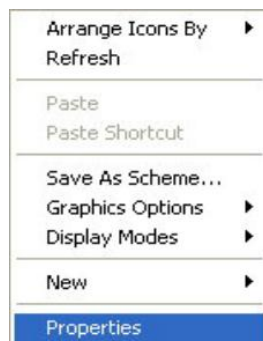 Arrange Icons By
Refresh
Paste
Paste Shortcut
Save As Scheme...
Graphics Options
Display Modes
New
Properties